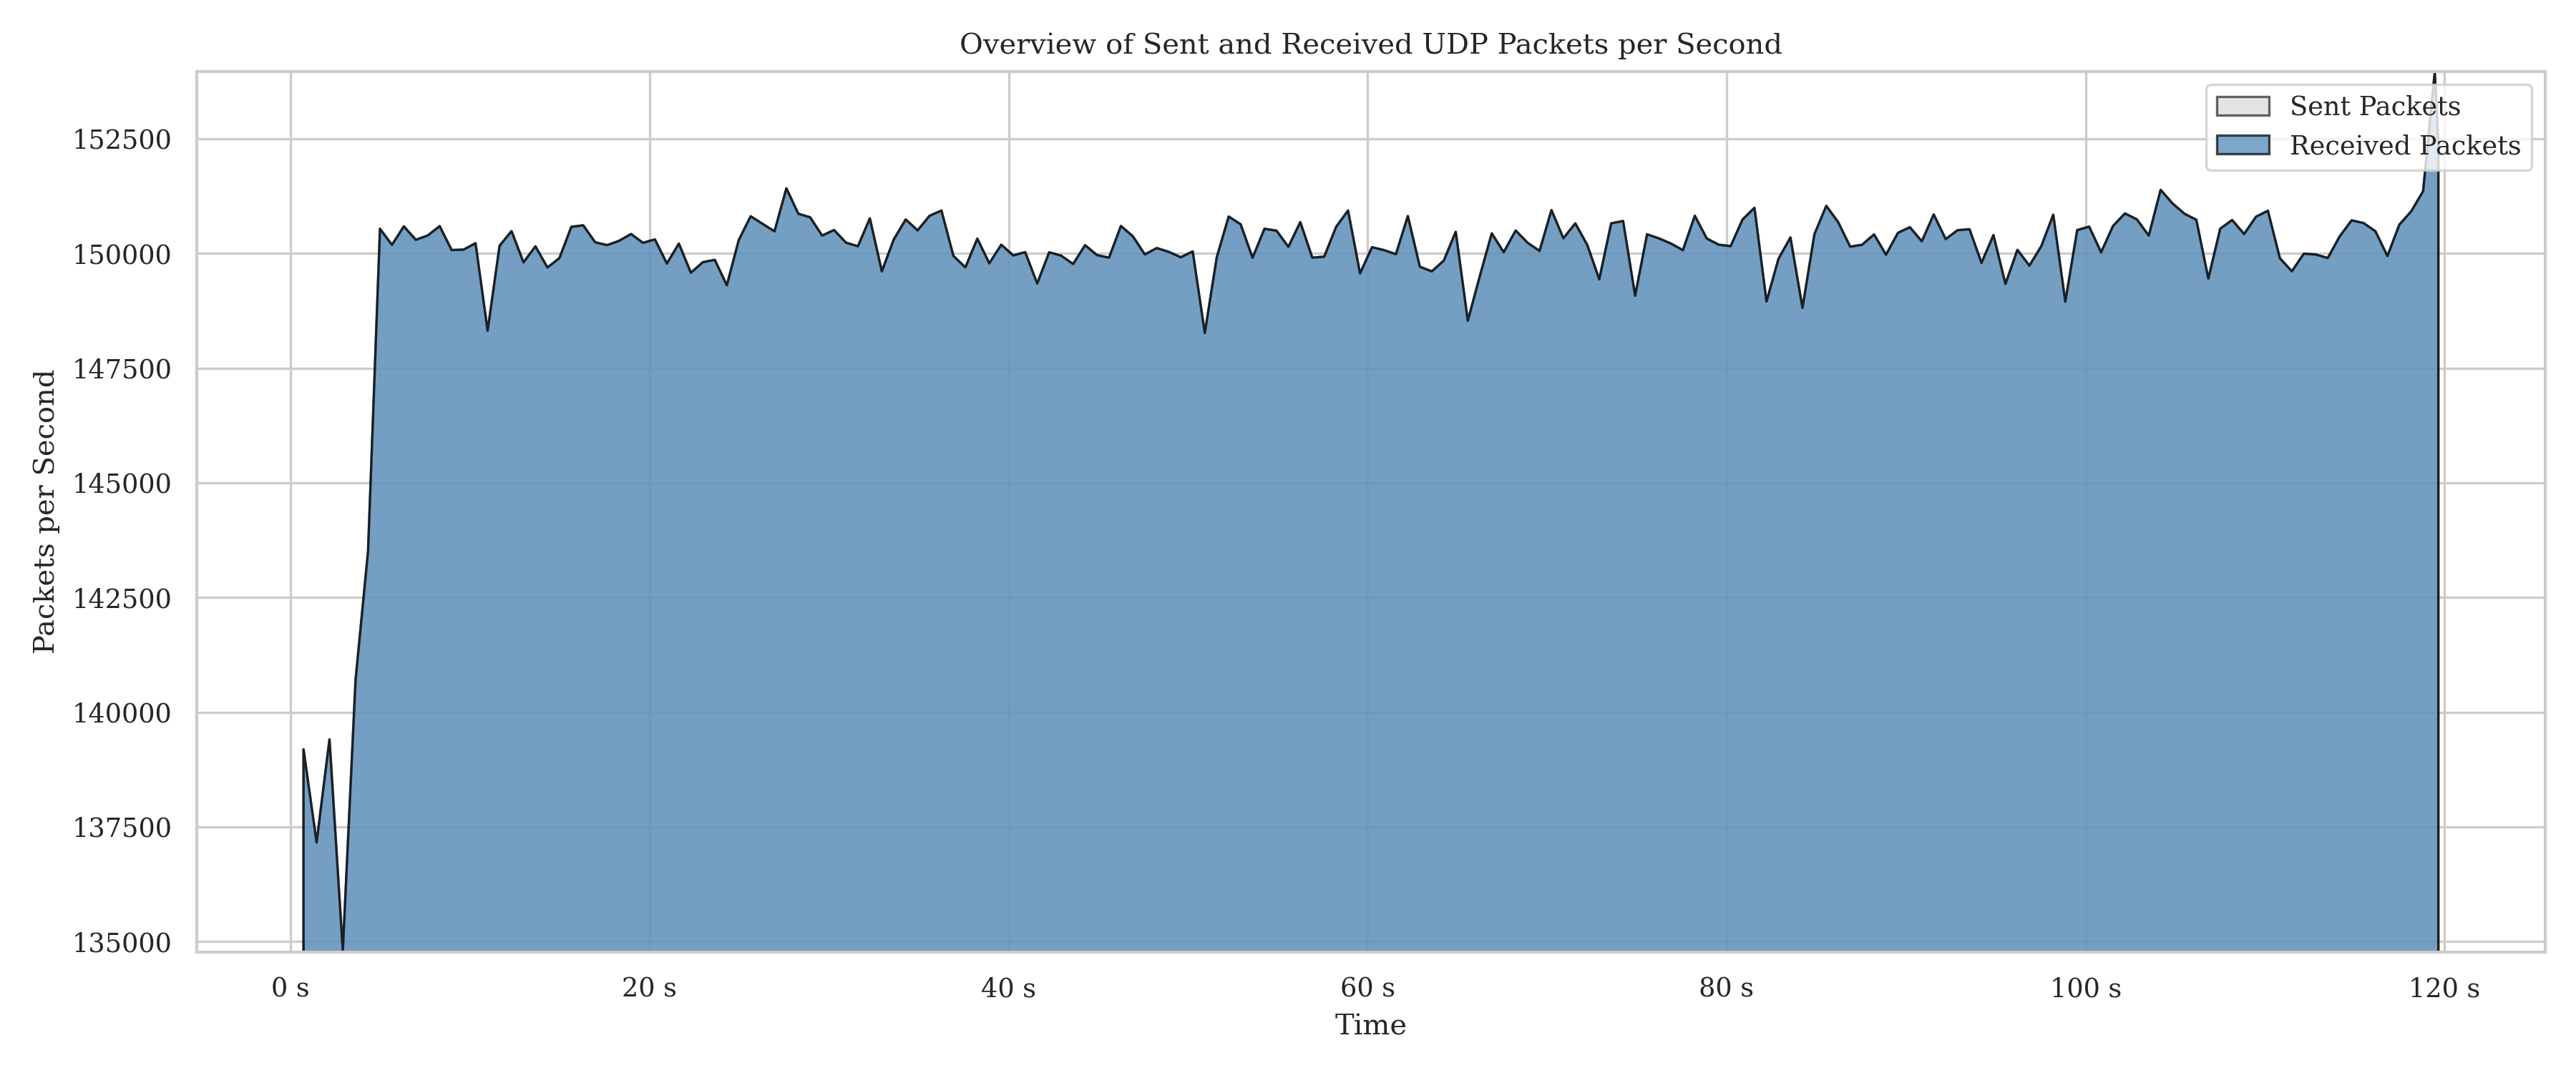 Overview of Sent and Received UDP Packets per Second
Sent Packets
Received Packets
152500
150000
147500
145000
142500
140000
137500
135000
Packets per Second
0 s 20 s 40 s 60 s 80 s 100 s 120 s
Time